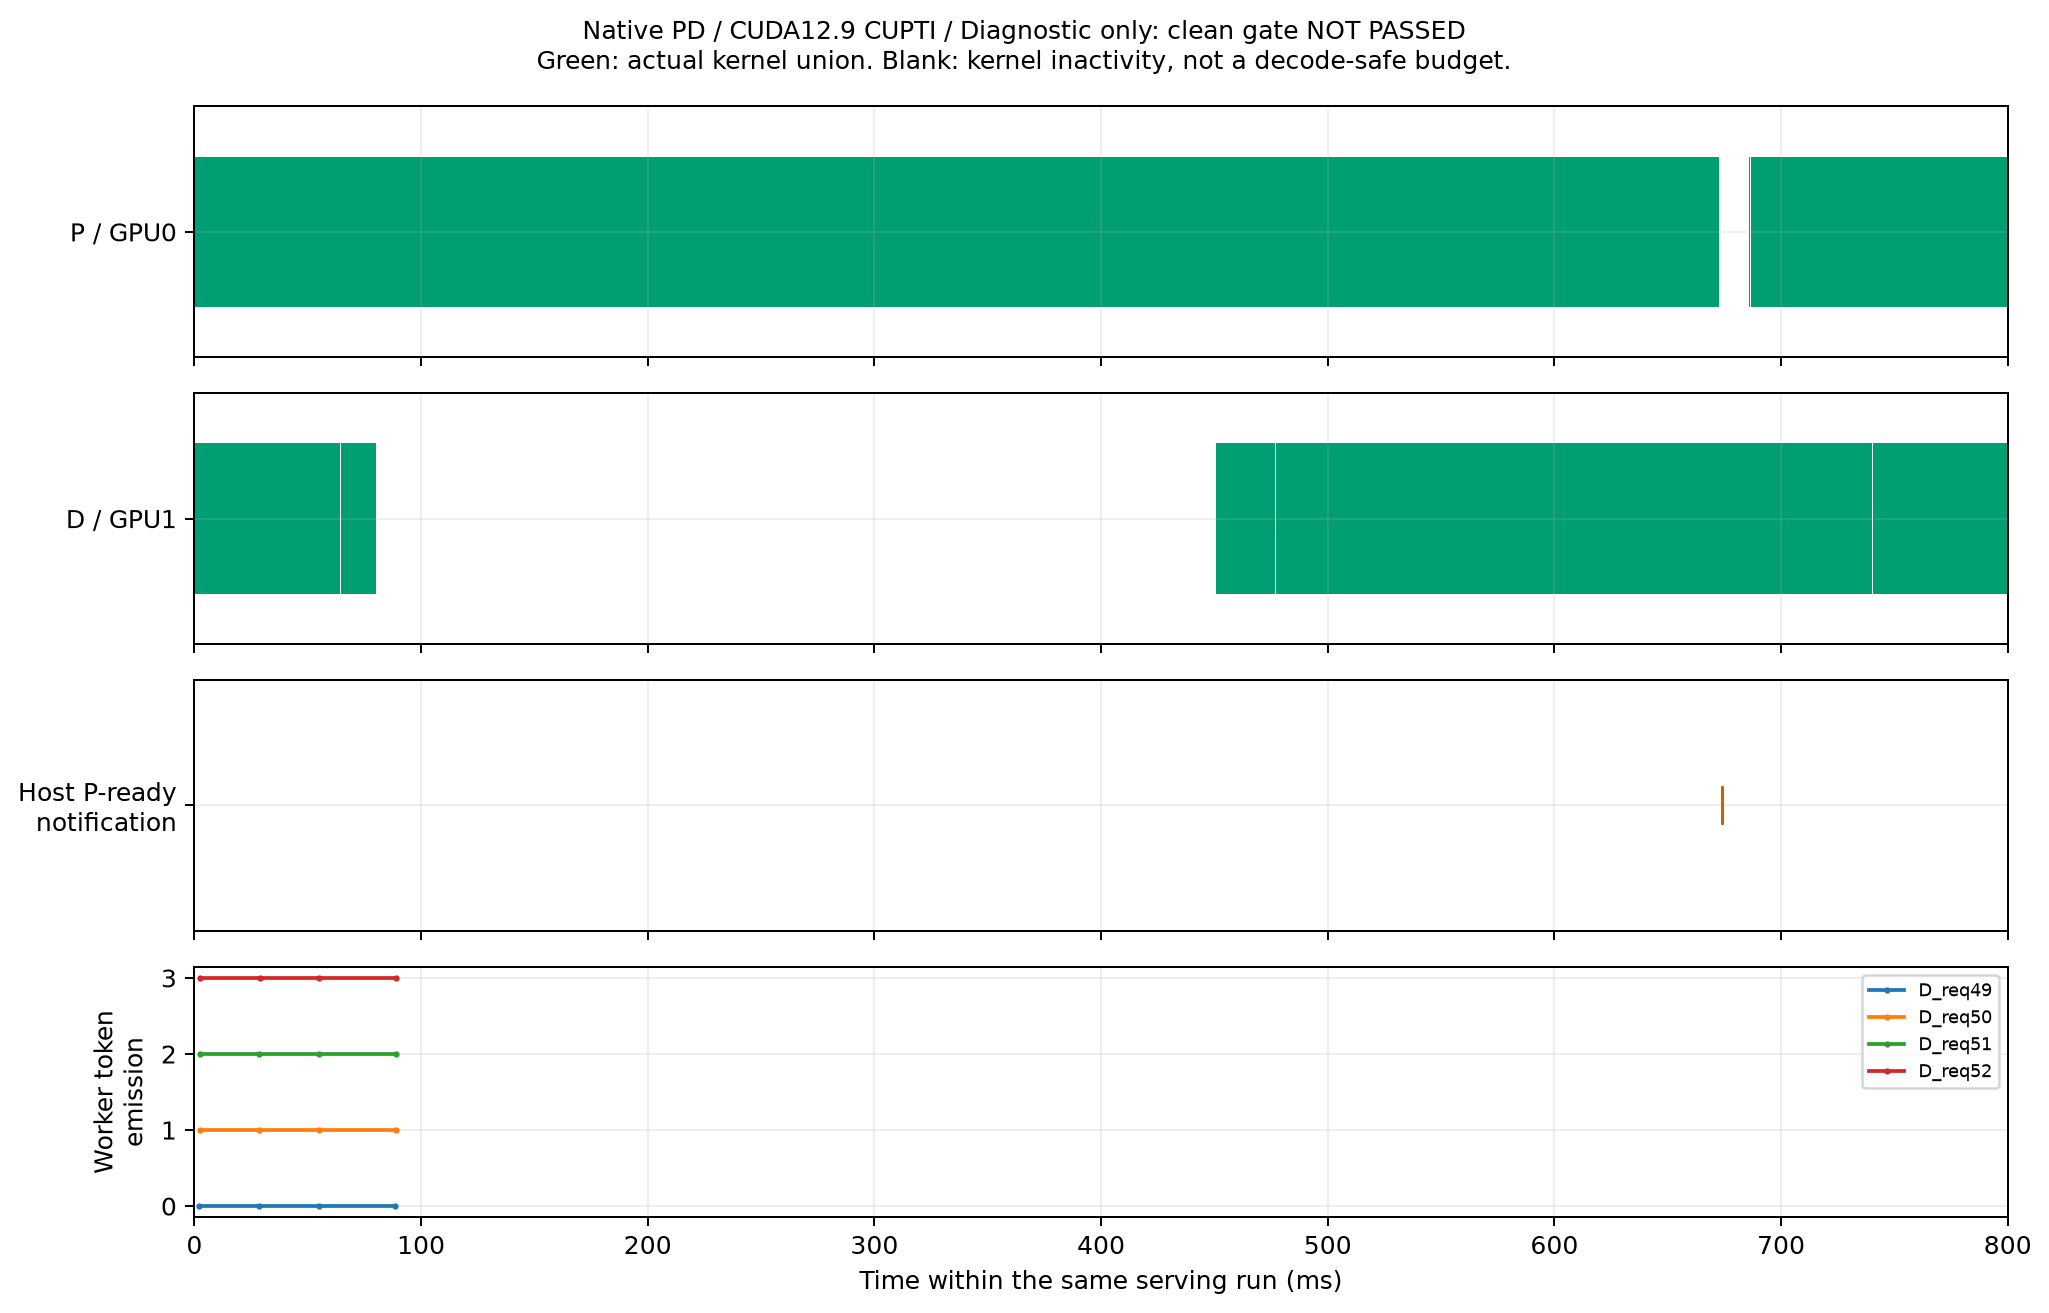 Native PD / CUDA12.9 CUPTI / Diagnostic only: clean gate NOT PASSED
Green: actual kernel union. Blank: kernel inactivity, not a decode-safe budget.
P / GPU0
D / GPU1
Host P-ready
notification
Worker token
emission
3
2
1
0
D_req49
D_req50
D_req51
D_req52
0 100 200 300 400 500 600 700 800
Time within the same serving run (ms)